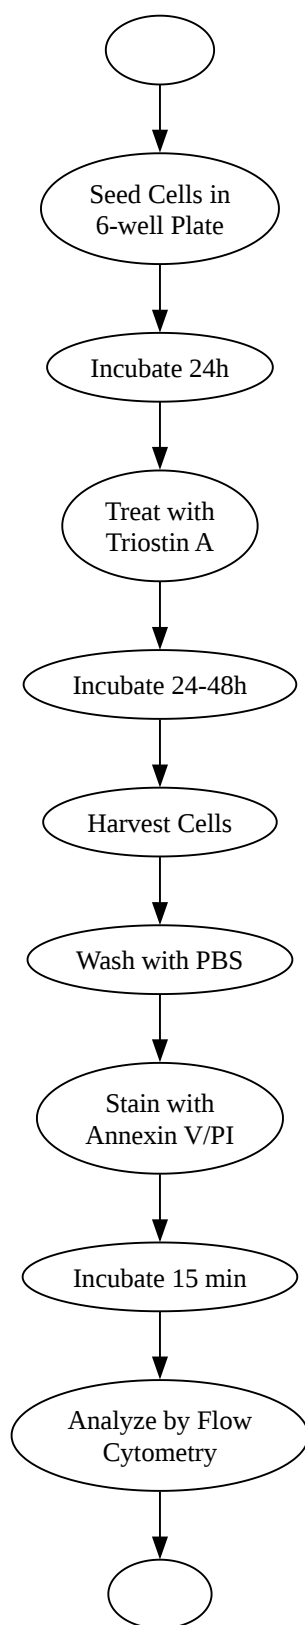 Seed Cells in
6-well Plate
Incubate 24h
Treat with
Triostin A
Incubate 24-48h
Harvest Cells
Wash with PBS
Stain with
Annexin V/PI
Incubate 15 min
Analyze by Flow
Cytometry